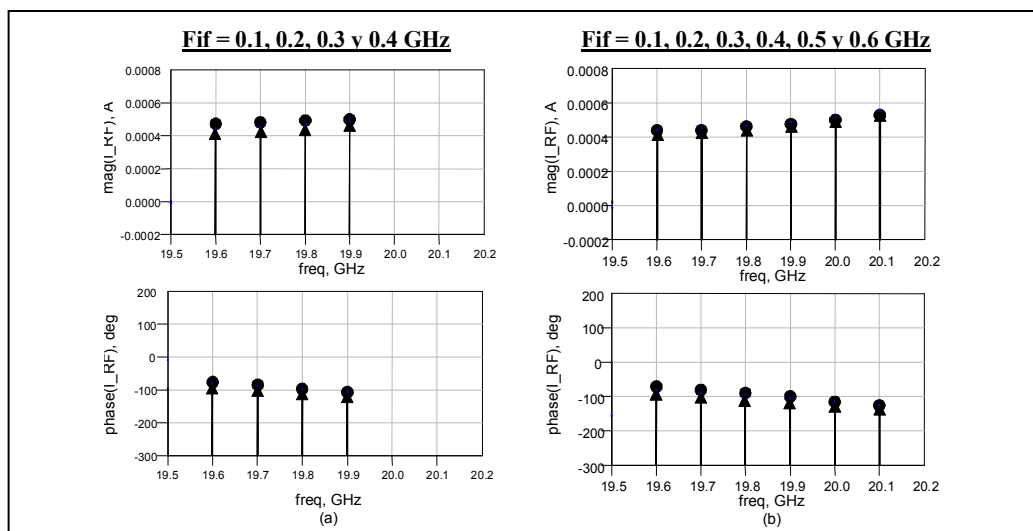 Fif = 0.1, 0.2, 0.3 y 0.4 GHz
mag(I_RF), A
0.0008
0.0006
0.0004
0.0002
0.0000
-0.0002
19.5 19.6 19.7 19.8 19.9 20.0 20.1 20.2
freq, GHz
phase(I_RF), deg
200
100
0
-100
-200
-300
19.5 19.6 19.7 19.8 19.9 20.0 20.1 20.2
freq, GHz
(a)
Fif = 0.1, 0.2, 0.3, 0.4, 0.5 y 0.6 GHz
mag(I_RF), A
0.0008
0.0006
0.0004
0.0002
0.0000
-0.0002
19.5 19.6 19.7 19.8 19.9 20.0 20.1 20.2
freq, GHz
phase(I_RF), deg
200
100
0
-100
-200
-300
19.5 19.6 19.7 19.8 19.9 20.0 20.1 20.2
freq, GHz
(b)